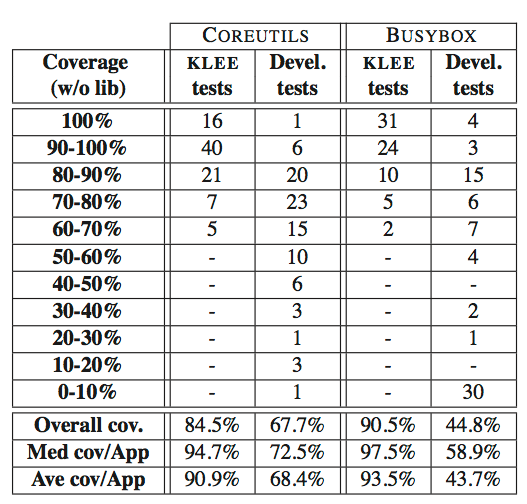 COREUTILS BUSYBOX
Coverage KLEE Devel. KLEE Devel.
(w/o lib) tests tests tests tests
100% 16 1 31 4
90-100% 40 6 24 3
80-90% 21 20 10 15
70-80% 7 23 5 6
60-70% 5 15 2 7
50-60% - 10 - 4
40-50% - 6 - -
30-40% - 3 - 2
20-30% - 1 - 1
10-20% - 3 - -
0-10% - 1 - 30
Overall cov. 84.5% 67.7% 90.5% 44.8%
Med cov/App 94.7% 72.5% 97.5% 58.9%
Ave cov/App 90.9% 68.4% 93.5% 43.7%